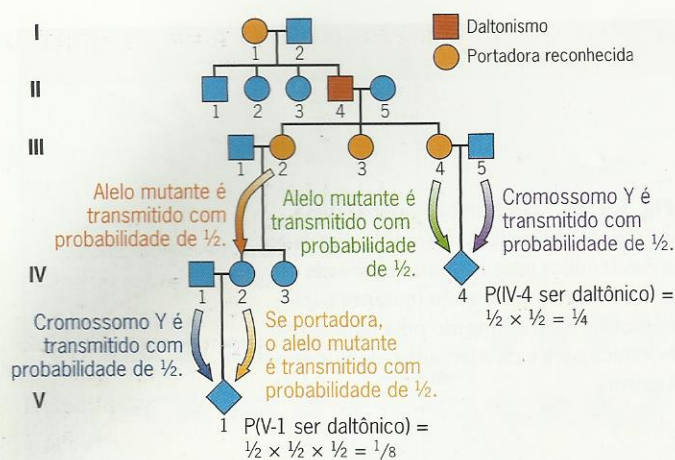 I
1
2
Daltonismo
Portadora reconhecida
II
1
2
3
4
5
III
1
2
3
4
5
Alelo mutante é
transmitido com
probabilidade de ½.
Alelo mutante é
transmitido com
probabilidade
de ½.
Cromossomo Y é
transmitido com
probabilidade de ½.
IV
1
2
3
4
P(IV-4 ser daltônico) =
½ × ½ = ¼
Cromossomo Y é
transmitido com
probabilidade de ½.
Se portadora,
o alelo mutante
é transmitido com
probabilidade de ½.
V
1
P(V-1 ser daltônico) =
½ × ½ × ½ = 1/8